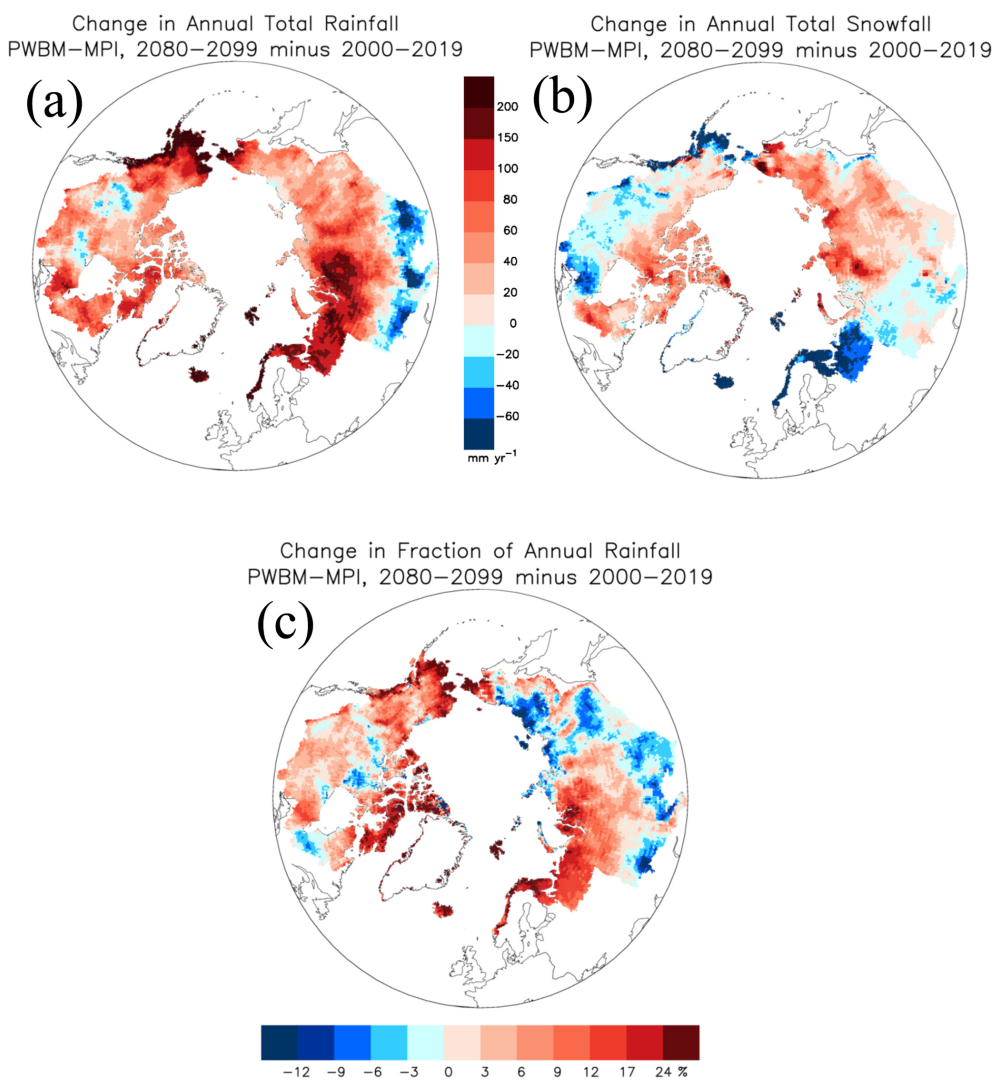 Change in Annual Total Rainfall
PWBM−MPI, 2080−2099 minus 2000−2019
(a)
200
150
100
80
60
40
20
0
−20
−40
−60
mm yr⁻¹
Change in Annual Total Snowfall
PWBM−MPI, 2080−2099 minus 2000−2019
(b)
Change in Fraction of Annual Rainfall
PWBM−MPI, 2080−2099 minus 2000−2019
(c)
−12 −9 −6 −3 0 3 6 9 12 17 24 %